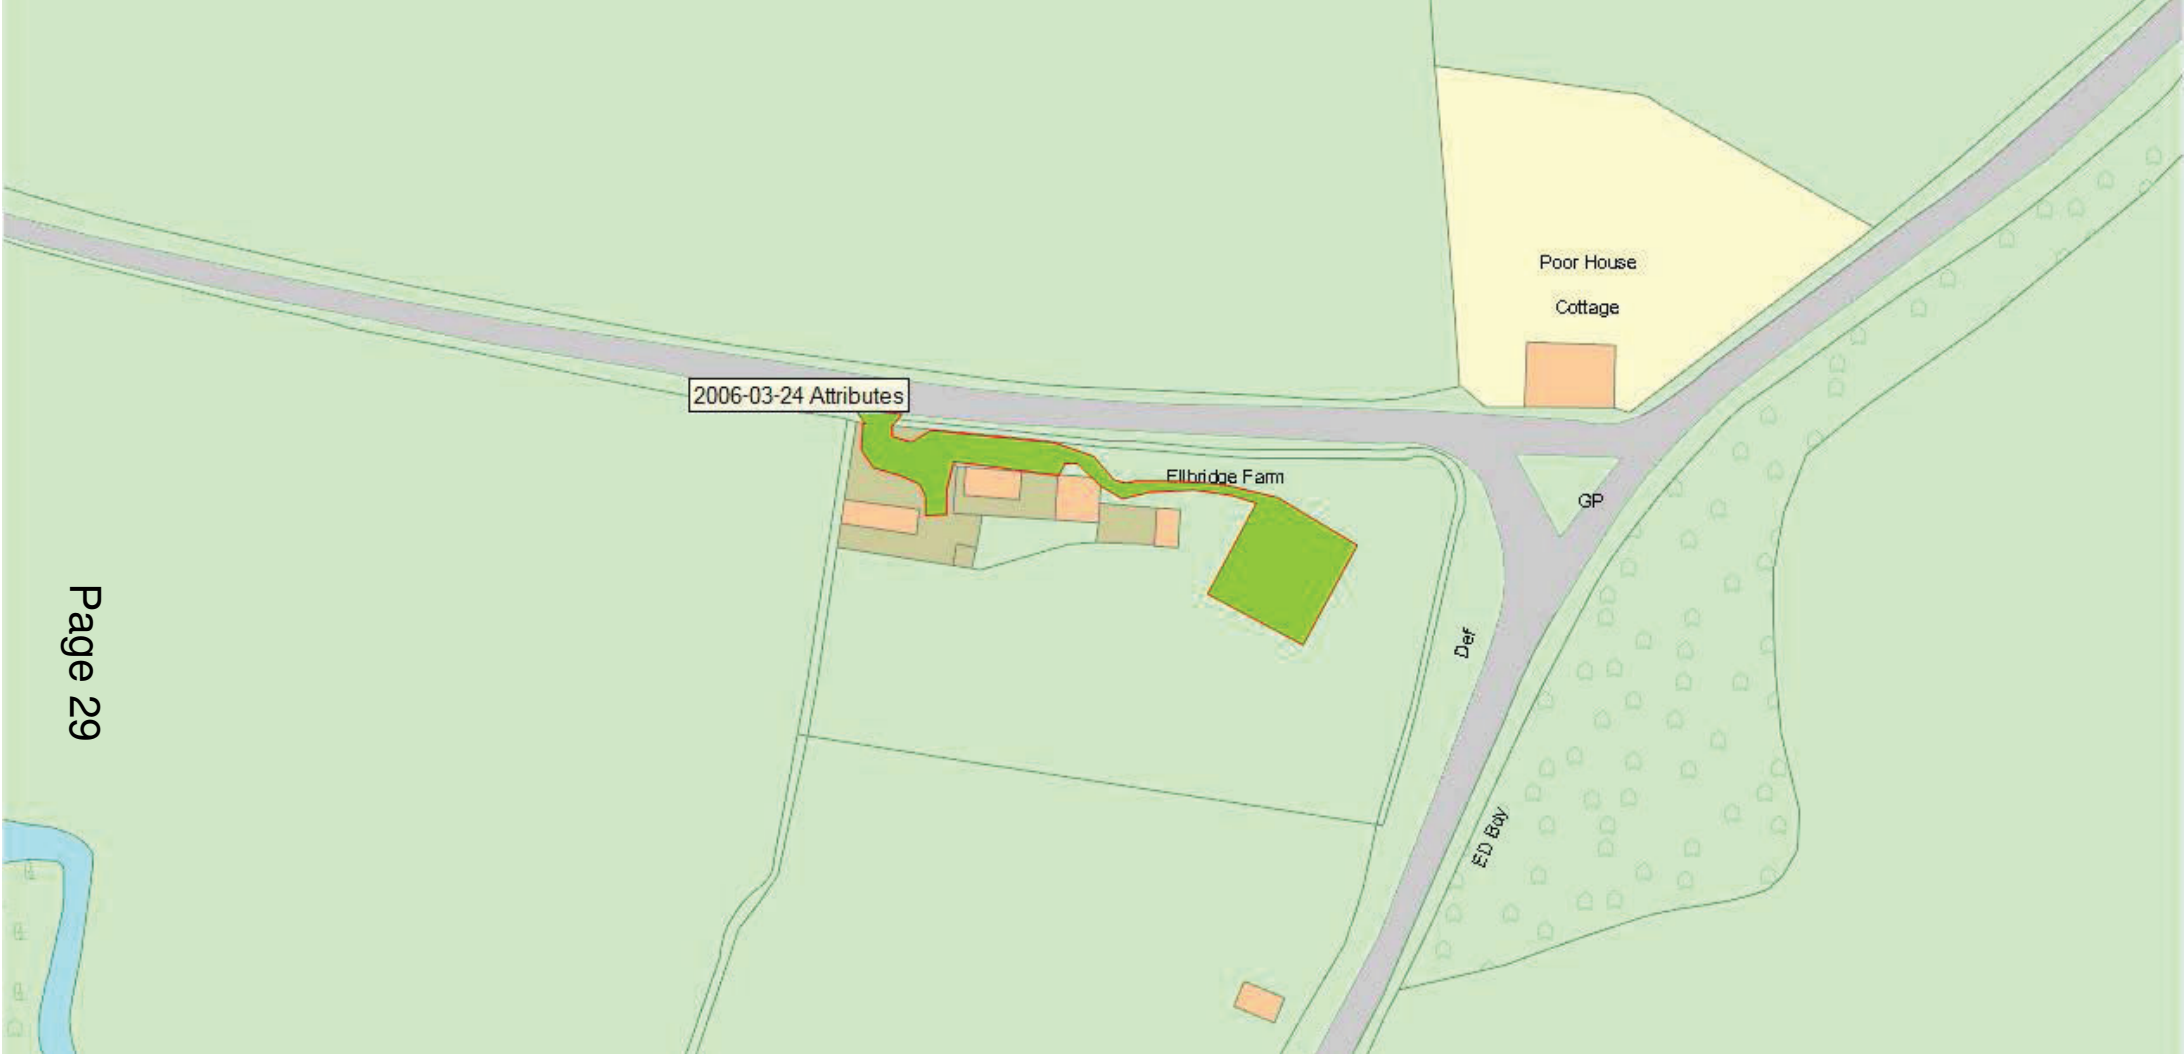 Poor House
Cottage
2006-03-24 Attributes
Ellbridge Farm
GP
Def
ED Bdy
Page 29